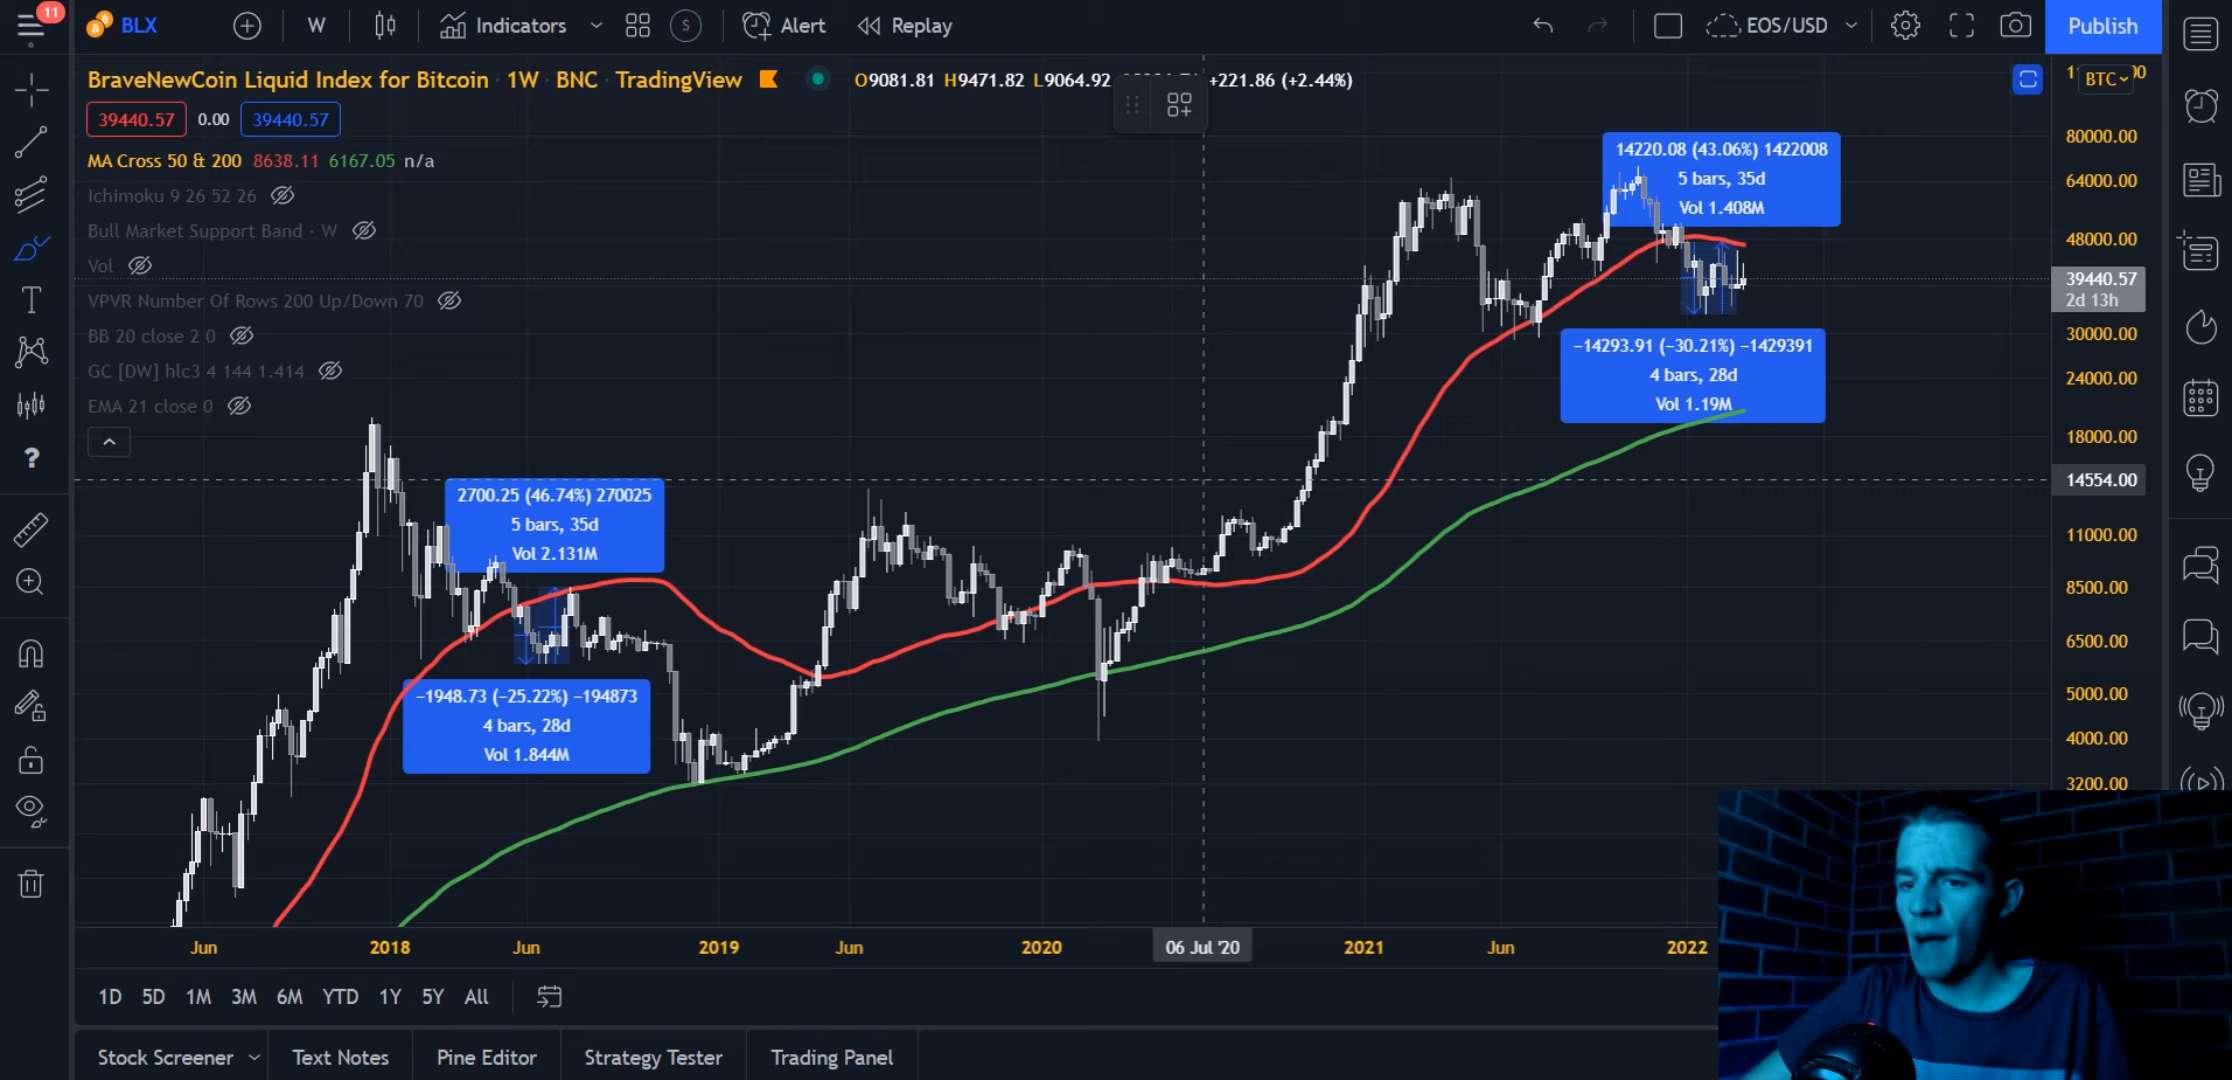 11
BLX
W
Indicators
S
Alert
Replay
EOS/USD
Publish
BraveNewCoin Liquid Index for Bitcoin · 1W · BNC · TradingView
O9081.81 H9471.82 L9064.92
+221.86 (+2.44%)
BTC
39440.57 0.00 39440.57
MA Cross 50 & 200 8638.11 6167.05 n/a
Ichimoku 9 26 52 26
Bull Market Support Band · W
Vol
VPVR Number Of Rows 200 Up/Down 70
BB 20 close 2 0
GC [DW] hlc3 4 144 1.414
EMA 21 close 0
14220.08 (43.06%) 1422008
5 bars, 35d
Vol 1.408M
−14293.91 (−30.21%) −1429391
4 bars, 28d
Vol 1.19M
2700.25 (46.74%) 270025
5 bars, 35d
Vol 2.131M
−1948.73 (−25.22%) −194873
4 bars, 28d
Vol 1.844M
80000.00
64000.00
48000.00
39440.57
2d 13h
30000.00
24000.00
18000.00
14554.00
11000.00
8500.00
6500.00
5000.00
4000.00
3200.00
Jun 2018 Jun 2019 Jun 2020 06 Jul '20 2021 Jun 2022
1D 5D 1M 3M 6M YTD 1Y 5Y All
Stock Screener Text Notes Pine Editor Strategy Tester Trading Panel